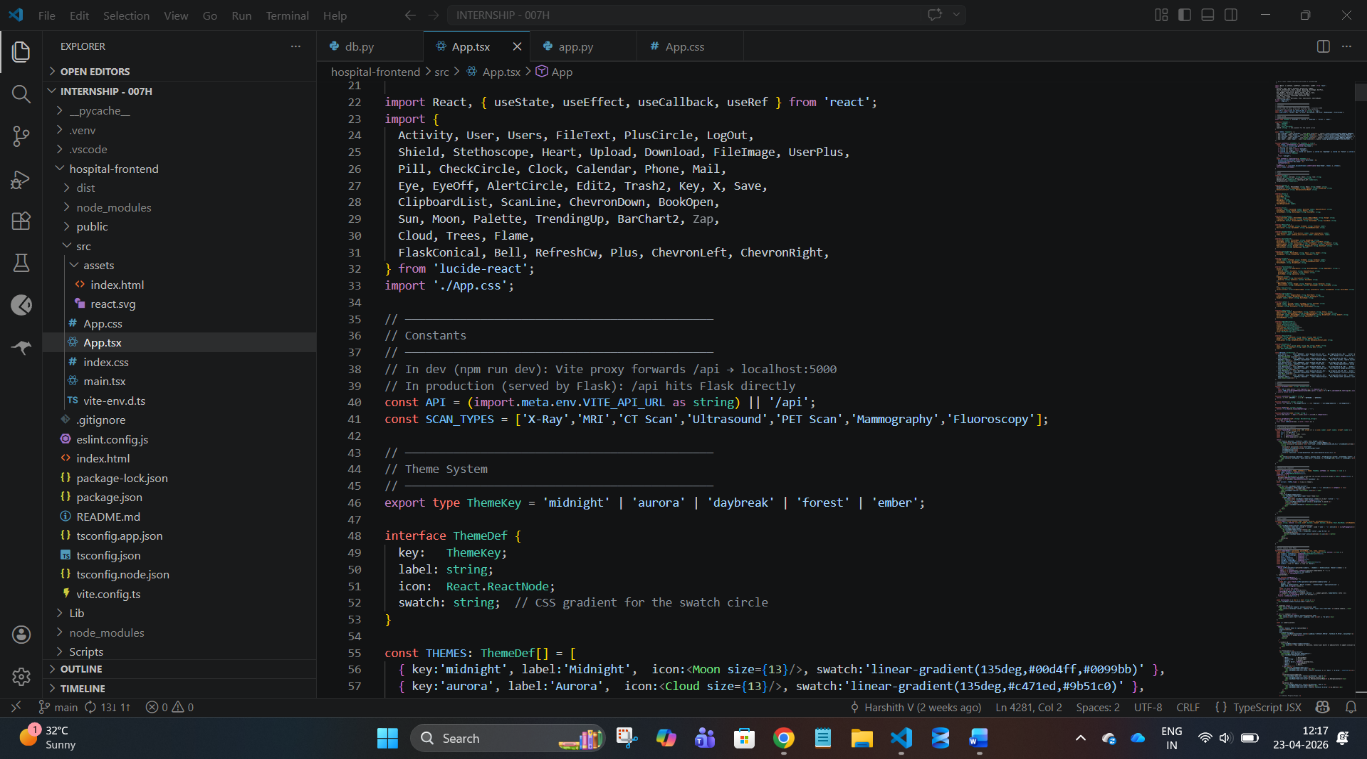 File Edit Selection View Go Run Terminal Help
INTERNSHIP - 007H
EXPLORER
OPEN EDITORS
INTERNSHIP - 007H
__pycache__
.venv
.vscode
hospital-frontend
dist
node_modules
public
src
assets
index.html
react.svg
App.css
App.tsx
index.css
main.tsx
TS vite-env.d.ts
.gitignore
eslint.config.js
index.html
package-lock.json
package.json
README.md
tsconfig.app.json
tsconfig.json
tsconfig.node.json
vite.config.ts
Lib
node_modules
Scripts
OUTLINE
TIMELINE
db.py App.tsx app.py App.css
hospital-frontend > src > App.tsx > App
21
22 import React, { useState, useEffect, useCallback, useRef } from 'react';
23 import {
24 Activity, User, Users, FileText, PlusCircle, LogOut,
25 Shield, Stethoscope, Heart, Upload, Download, FileImage, UserPlus,
26 Pill, CheckCircle, Clock, Calendar, Phone, Mail,
27 Eye, EyeOff, AlertCircle, Edit2, Trash2, Key, X, Save,
28 ClipboardList, ScanLine, ChevronDown, BookOpen,
29 Sun, Moon, Palette, TrendingUp, BarChart2, Zap,
30 Cloud, Trees, Flame,
31 FlaskConical, Bell, RefreshCw, Plus, ChevronLeft, ChevronRight,
32 } from 'lucide-react';
33 import './App.css';
34
35 // ──────────────────────────────
36 // Constants
37 // ──────────────────────────────
38 // In dev (npm run dev): Vite proxy forwards /api → localhost:5000
39 // In production (served by Flask): /api hits Flask directly
40 const API = (import.meta.env.VITE_API_URL as string) || '/api';
41 const SCAN_TYPES = ['X-Ray','MRI','CT Scan','Ultrasound','PET Scan','Mammography','Fluoroscopy'];
42
43 // ──────────────────────────────
44 // Theme System
45 // ──────────────────────────────
46 export type ThemeKey = 'midnight' | 'aurora' | 'daybreak' | 'forest' | 'ember';
47
48 interface ThemeDef {
49 key: ThemeKey;
50 label: string;
51 icon: React.ReactNode;
52 swatch: string; // CSS gradient for the swatch circle
53 }
54
55 const THEMES: ThemeDef[] = [
56 { key:'midnight', label:'Midnight', icon:<Moon size={13}/>, swatch:'linear-gradient(135deg,#00d4ff,#0099bb)' },
57 { key:'aurora', label:'Aurora', icon:<Cloud size={13}/>, swatch:'linear-gradient(135deg,#c471ed,#9b51c0)' },
main 13↓ 1↑ 0 0 Harshith V (2 weeks ago) Ln 4281, Col 2 Spaces: 2 UTF-8 CRLF {} TypeScript JSX
1
32°C
Sunny
Search
ENG
IN
12:17
23-04-2026